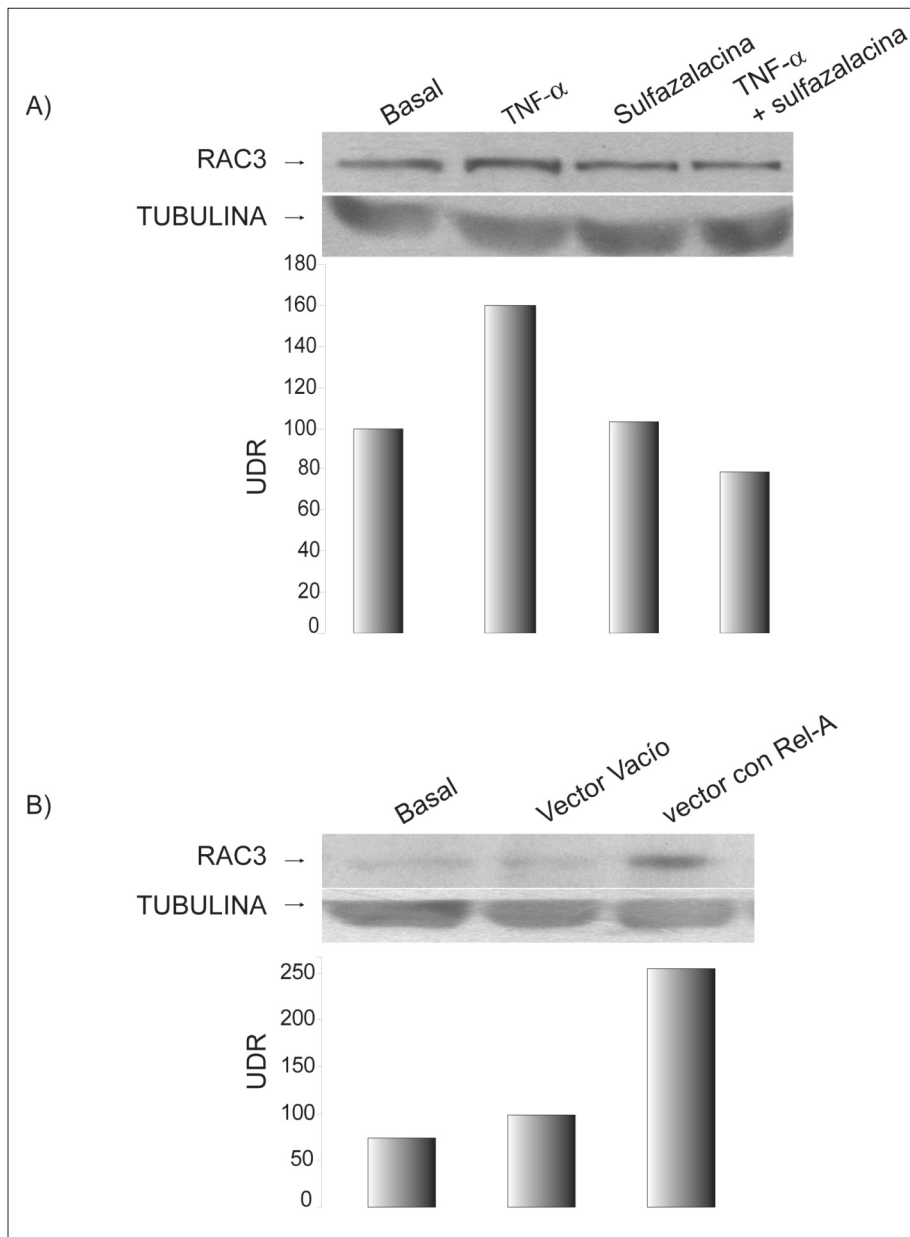 A)
Basal
TNF-α
Sulfazalacina
TNF-α
+ sulfazalacina
RAC3 →
TUBULINA →
180
160
140
120
100
80
60
40
20
0
UDR
B)
Basal
Vector Vacío
vector con Rel-A
RAC3 →
TUBULINA →
250
200
150
100
50
0
UDR